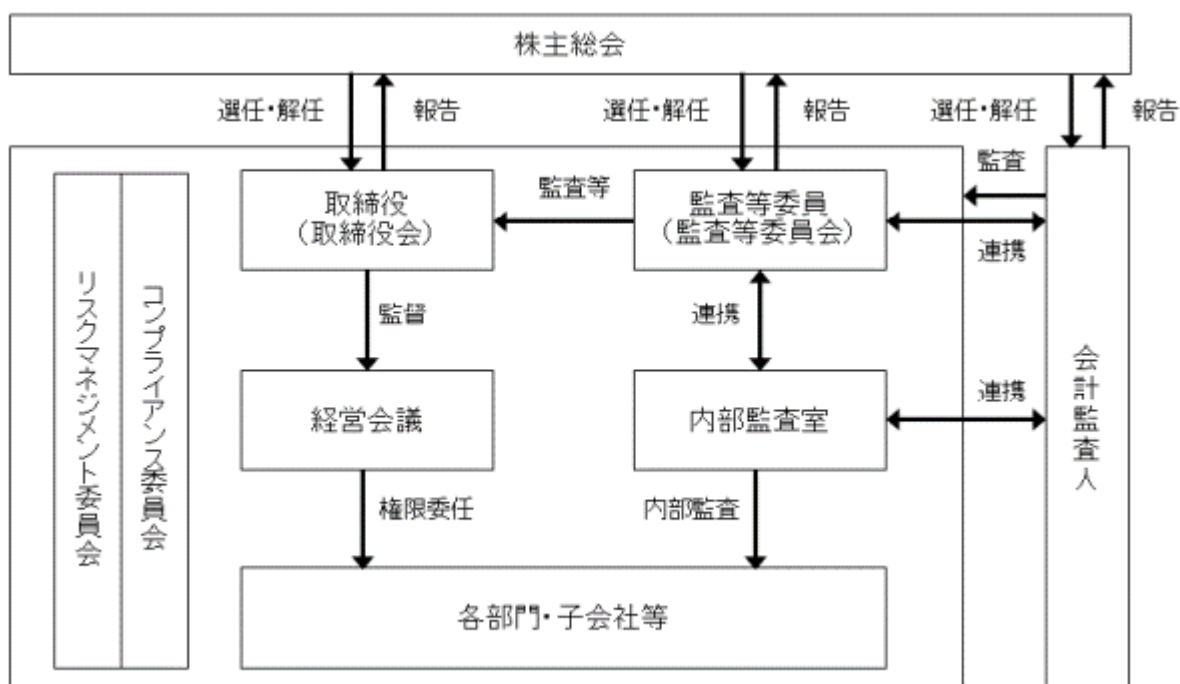 株主総会
選任・解任
報告
選任・解任
報告
選任・解任
報告
監査
取締役
（取締役会）
監査等
監査等委員
（監査等委員会）
連携
監督
連携
リスクマネジメント委員会
コンプライアンス委員会
経営会議
内部監査室
連携
会計監査人
権限委任
内部監査
各部門・子会社等